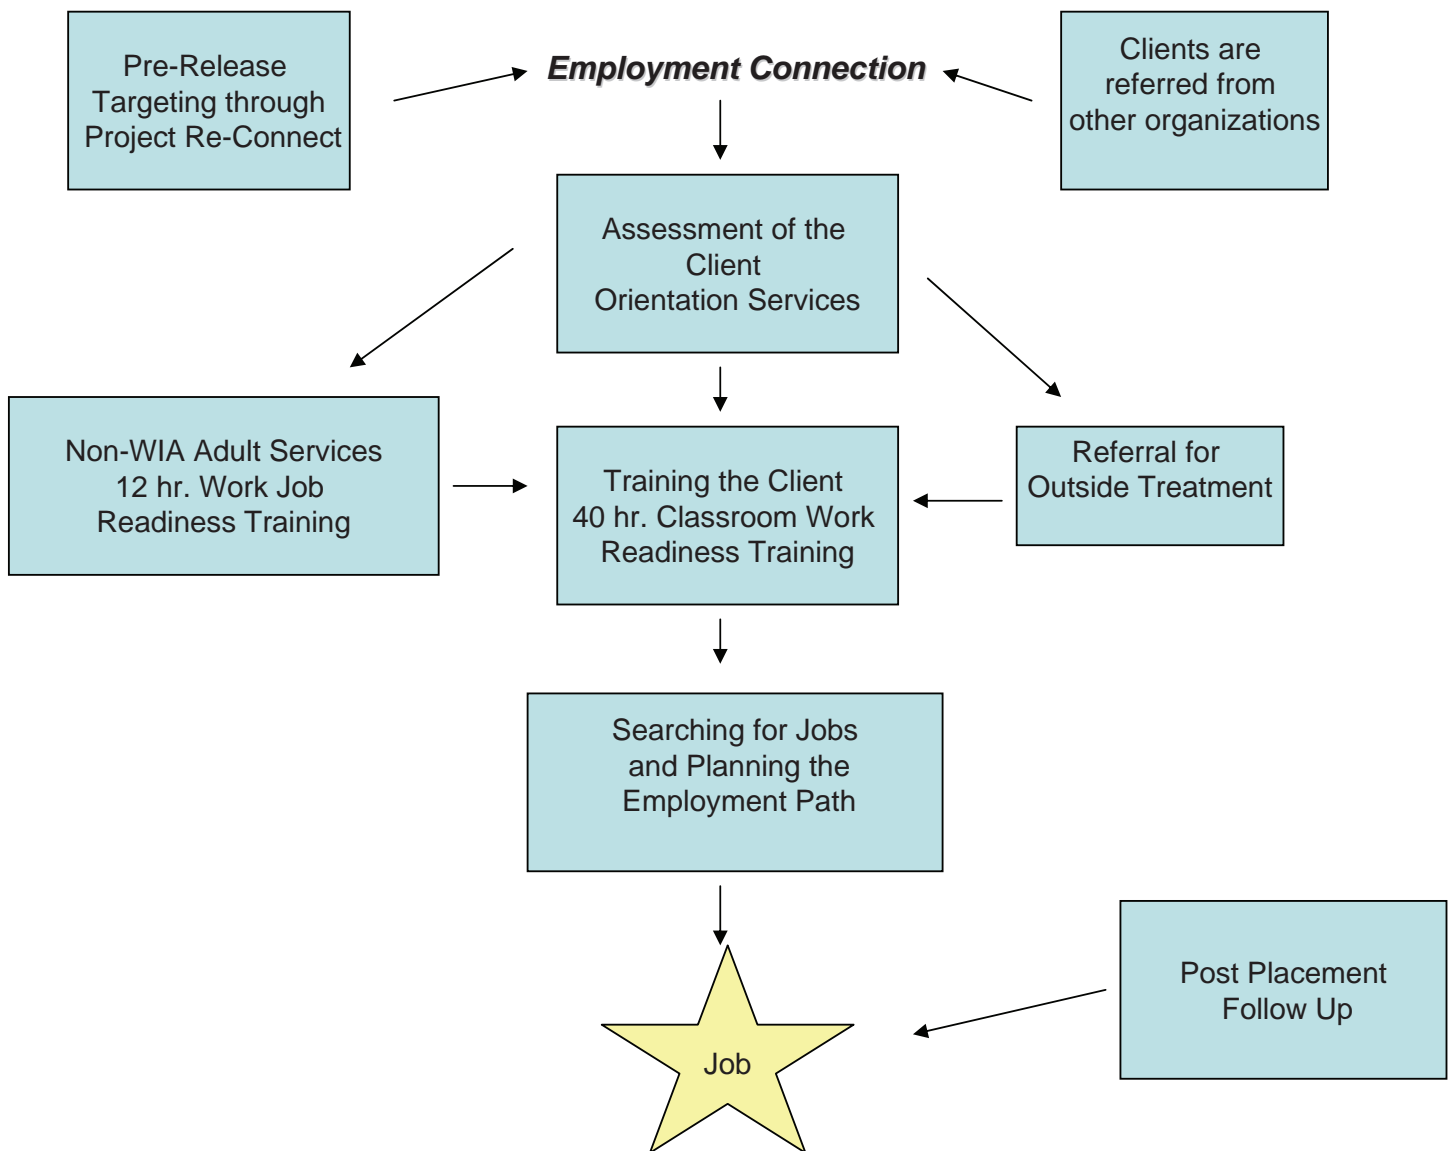 Pre-Release
Targeting through
Project Re-Connect
Employment Connection
Clients are
referred from
other organizations
Assessment of the
Client
Orientation Services
Non-WIA Adult Services
12 hr. Work Job
Readiness Training
Training the Client
40 hr. Classroom Work
Readiness Training
Referral for
Outside Treatment
Searching for Jobs
and Planning the
Employment Path
Post Placement
Follow Up
Job